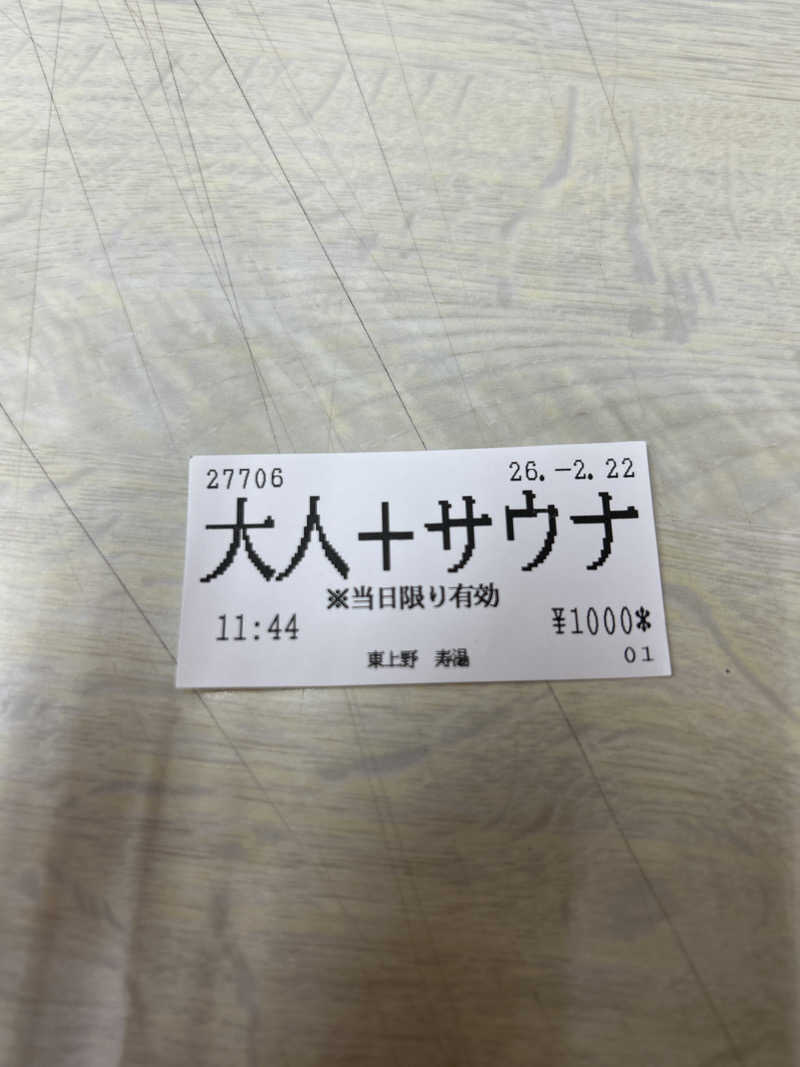 27706 26.-2.22
大人+サウナ
※当日限り有効
11:44 ¥1000*
東上野 寿湯
01